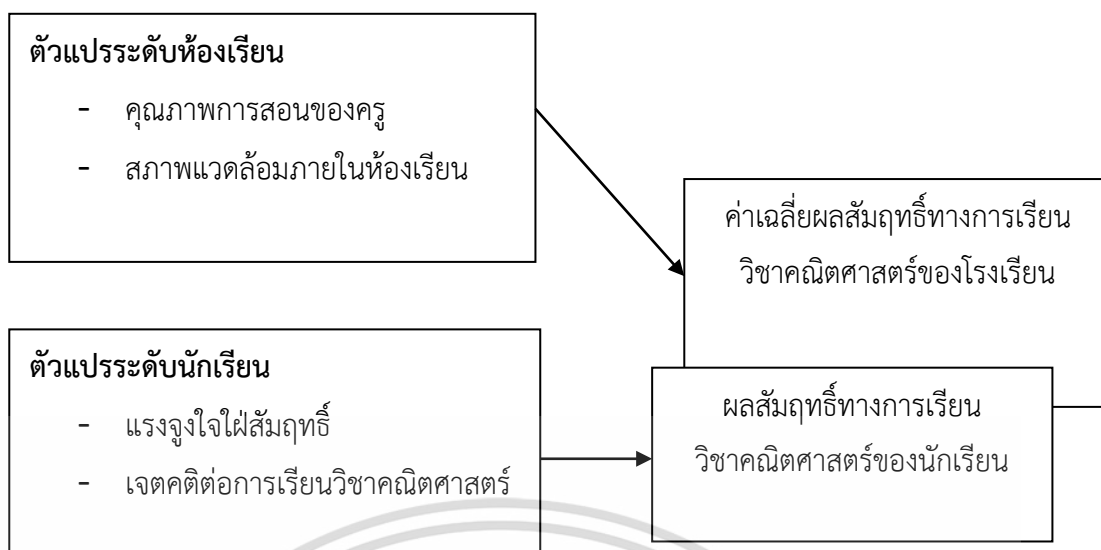 ตัวแปรระดับห้องเรียน
- คุณภาพการสอนของครู
- สภาพแวดล้อมภายในห้องเรียน
ค่าเฉลี่ยผลสัมฤทธิ์ทางการเรียน
วิชาคณิตศาสตร์ของโรงเรียน
ตัวแปรระดับนักเรียน
- แรงจูงใจใฝ่สัมฤทธิ์
- เจตคติต่อการเรียนวิชาคณิตศาสตร์
ผลสัมฤทธิ์ทางการเรียน
วิชาคณิตศาสตร์ของนักเรียน